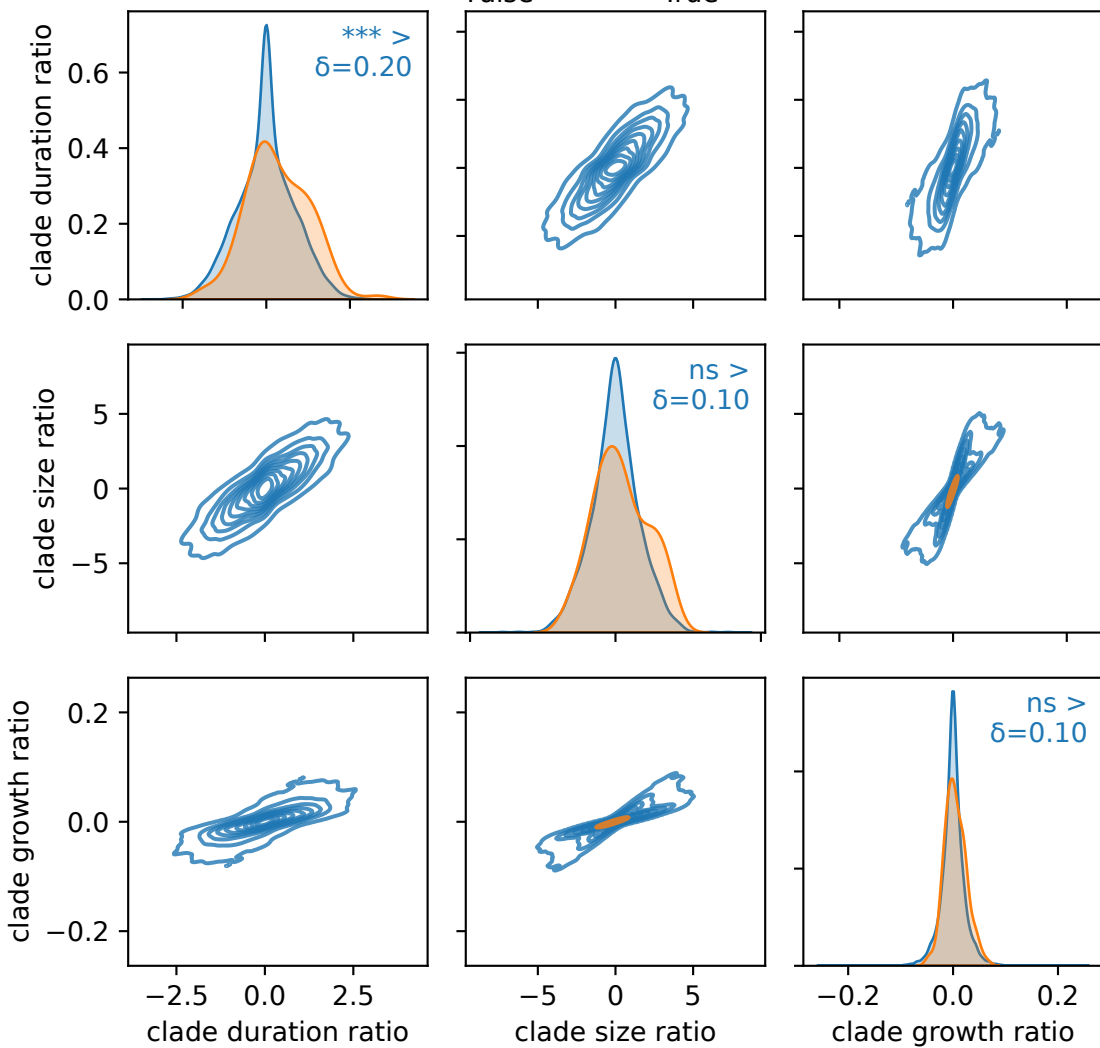 clade duration ratio
0.6
0.4
0.2
0.0
*** >
δ=0.20
clade size ratio
5
0
−5
ns >
δ=0.10
clade growth ratio
0.2
0.0
−0.2
ns >
δ=0.10
−2.5 0.0 2.5
−5 0 5
−0.2 0.0 0.2
clade duration ratio
clade size ratio
clade growth ratio